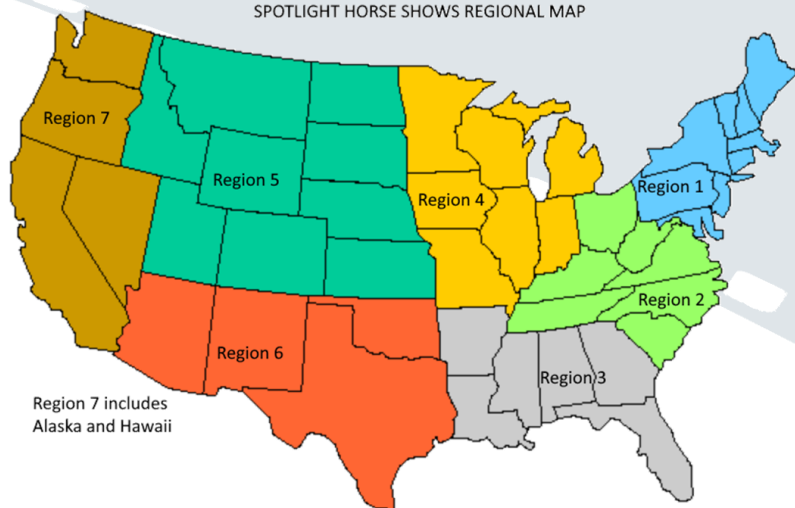 SPOTLIGHT HORSE SHOWS REGIONAL MAP
Region 7
Region 5
Region 4
Region 1
Region 2
Region 6
Region 3
Region 7 includes
Alaska and Hawaii